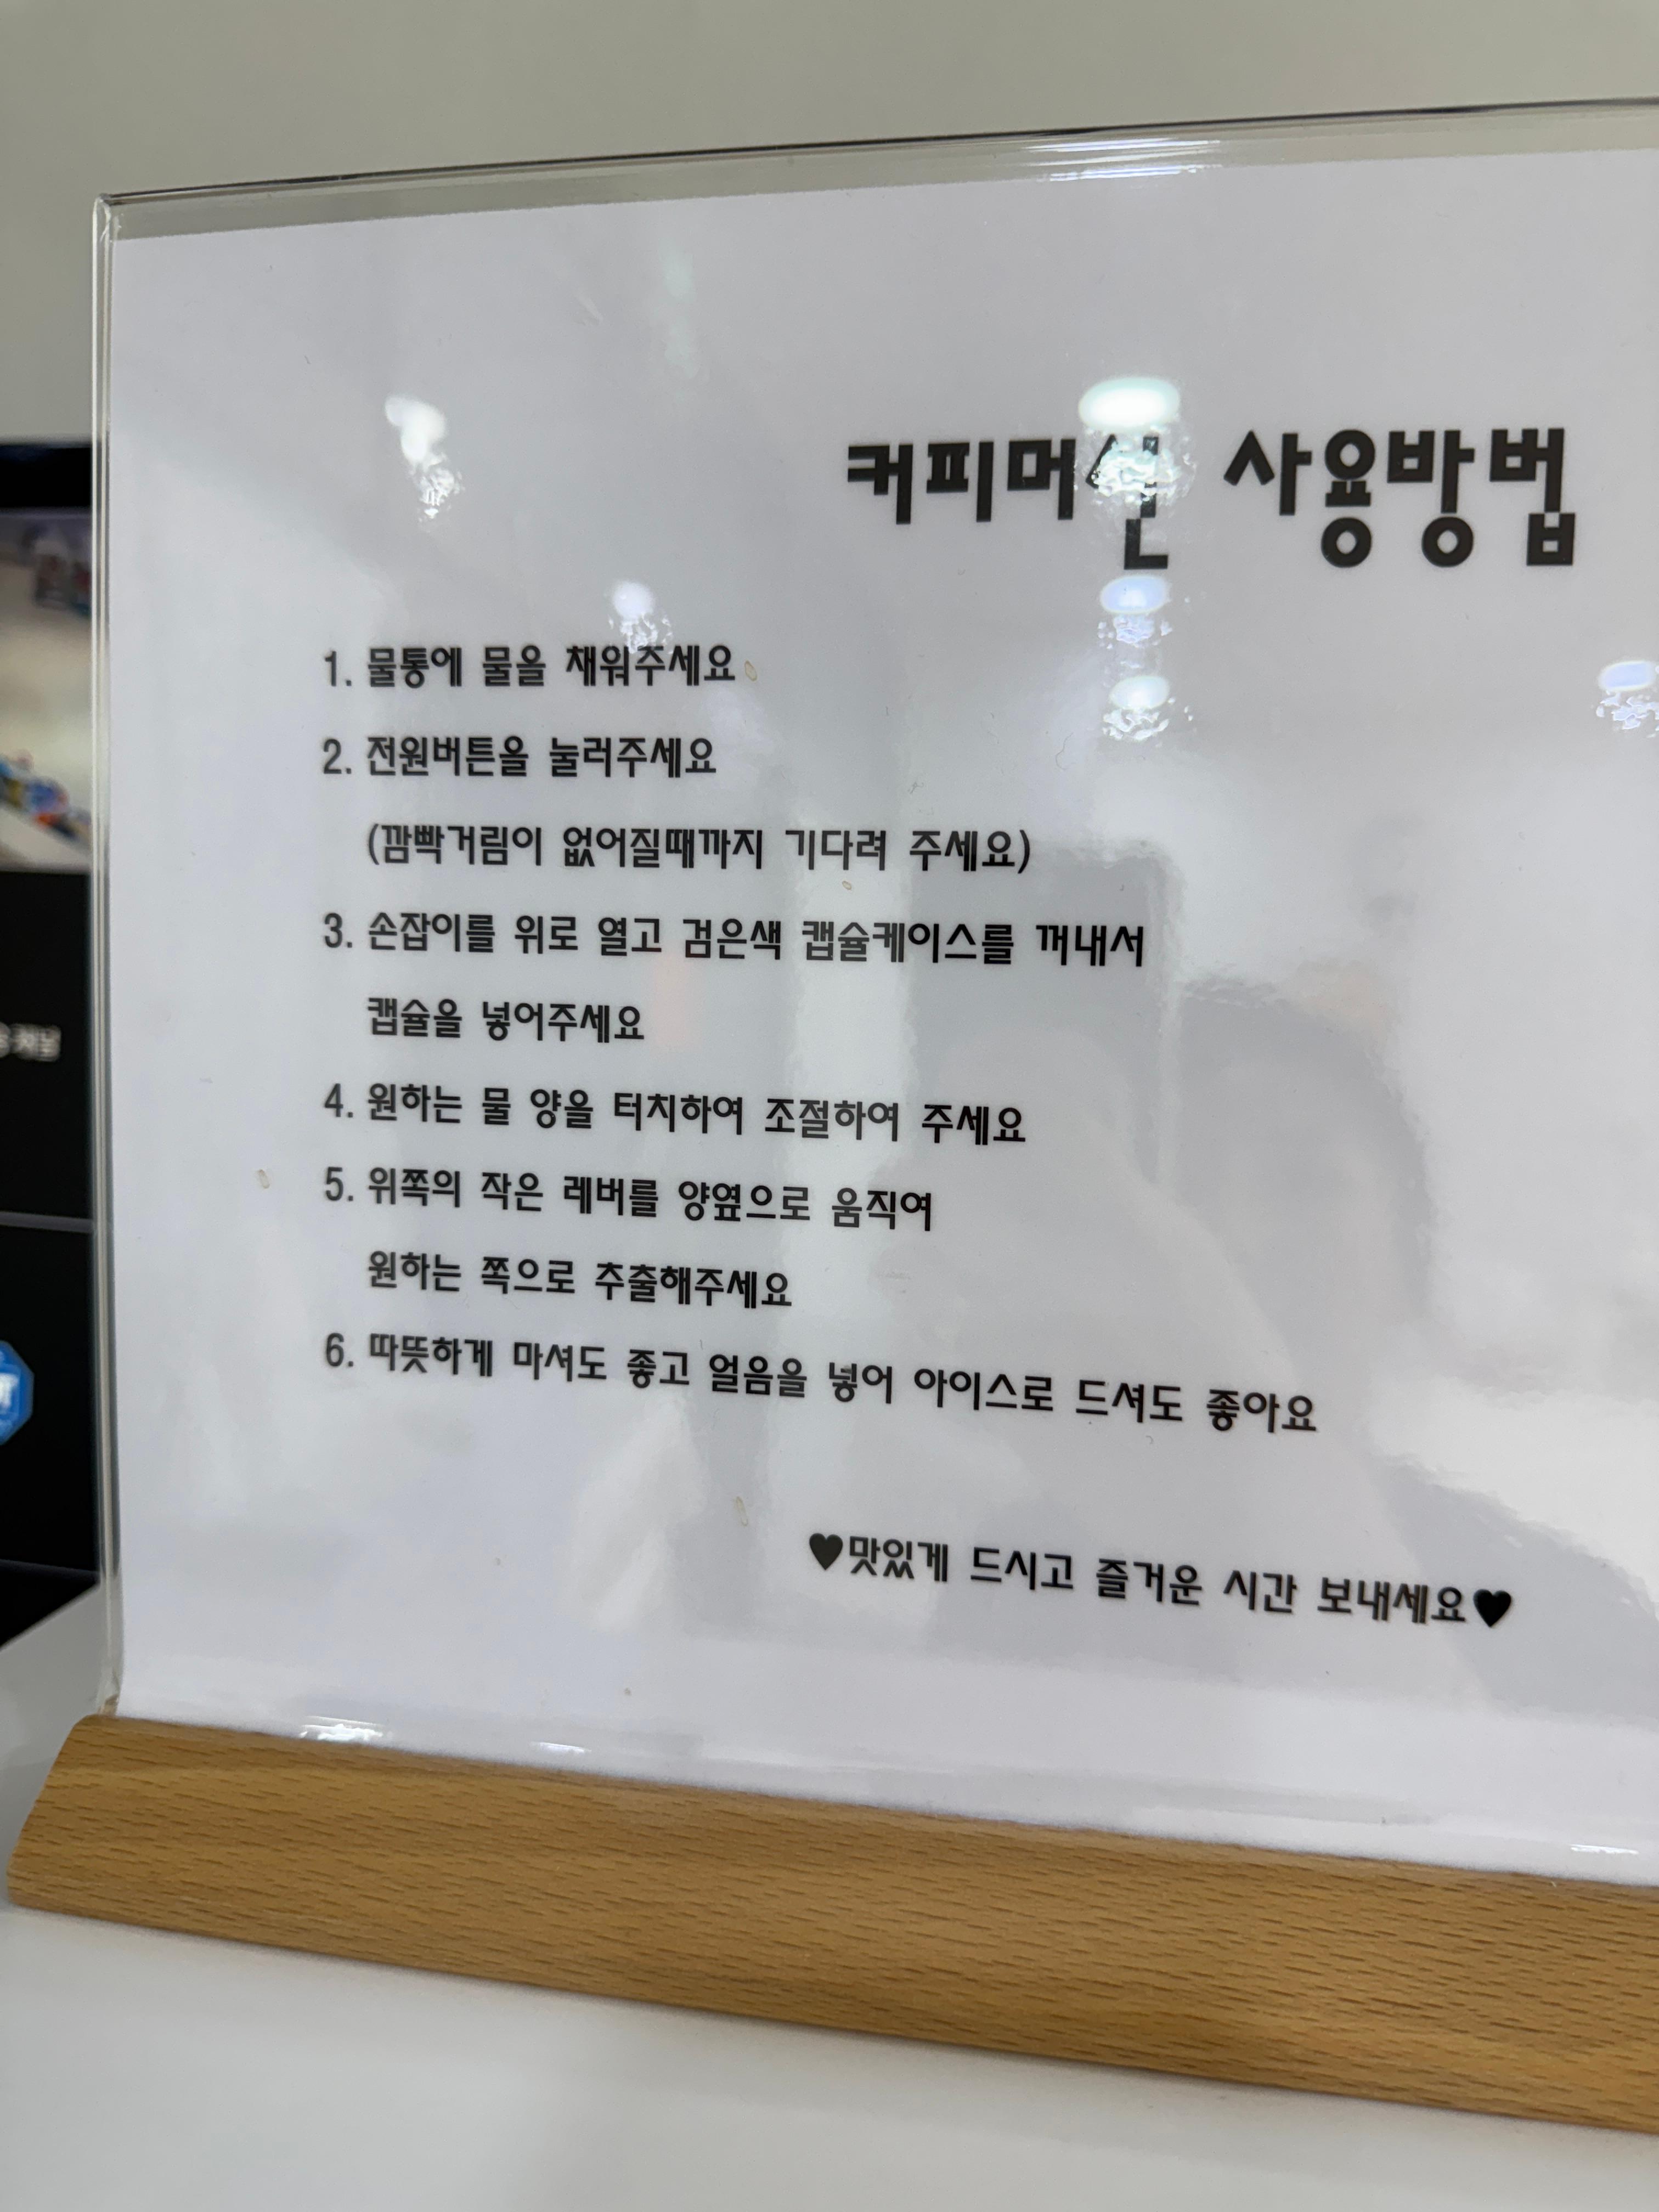 커피머신 사용방법
1. 물통에 물을 채워주세요
2. 전원버튼을 눌러주세요
(깜빡거림이 없어질때까지 기다려 주세요)
3. 손잡이를 위로 열고 검은색 캡슐케이스를 꺼내서
캡슐을 넣어주세요
4. 원하는 물 양을 터치하여 조절하여 주세요
5. 위쪽의 작은 레버를 양옆으로 움직여
원하는 쪽으로 추출해주세요
6. 따뜻하게 마셔도 좋고 얼음을 넣어 아이스로 드셔도 좋아요
♥맛있게 드시고 즐거운 시간 보내세요♥